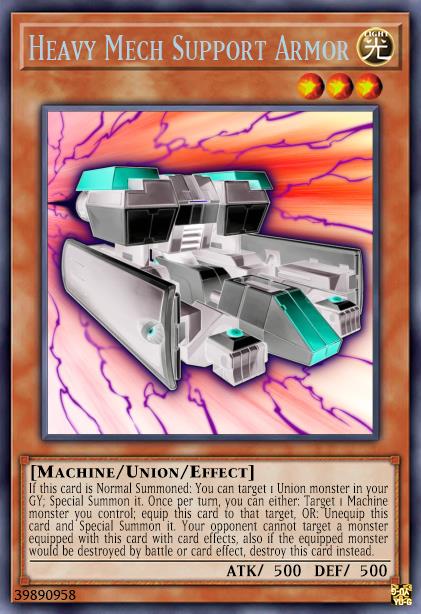 HEAVY MECH SUPPORT ARMOR
LIGHT
光
[MACHINE/UNION/EFFECT]
If this card is Normal Summoned: You can target 1 Union monster in your
GY; Special Summon it. Once per turn, you can either: Target 1 Machine
monster you control; equip this card to that target, OR: Unequip this
card and Special Summon it. Your opponent cannot target a monster
equipped with this card with card effects, also if the equipped monster
would be destroyed by battle or card effect, destroy this card instead.
ATK/ 500 DEF/ 500
39890958